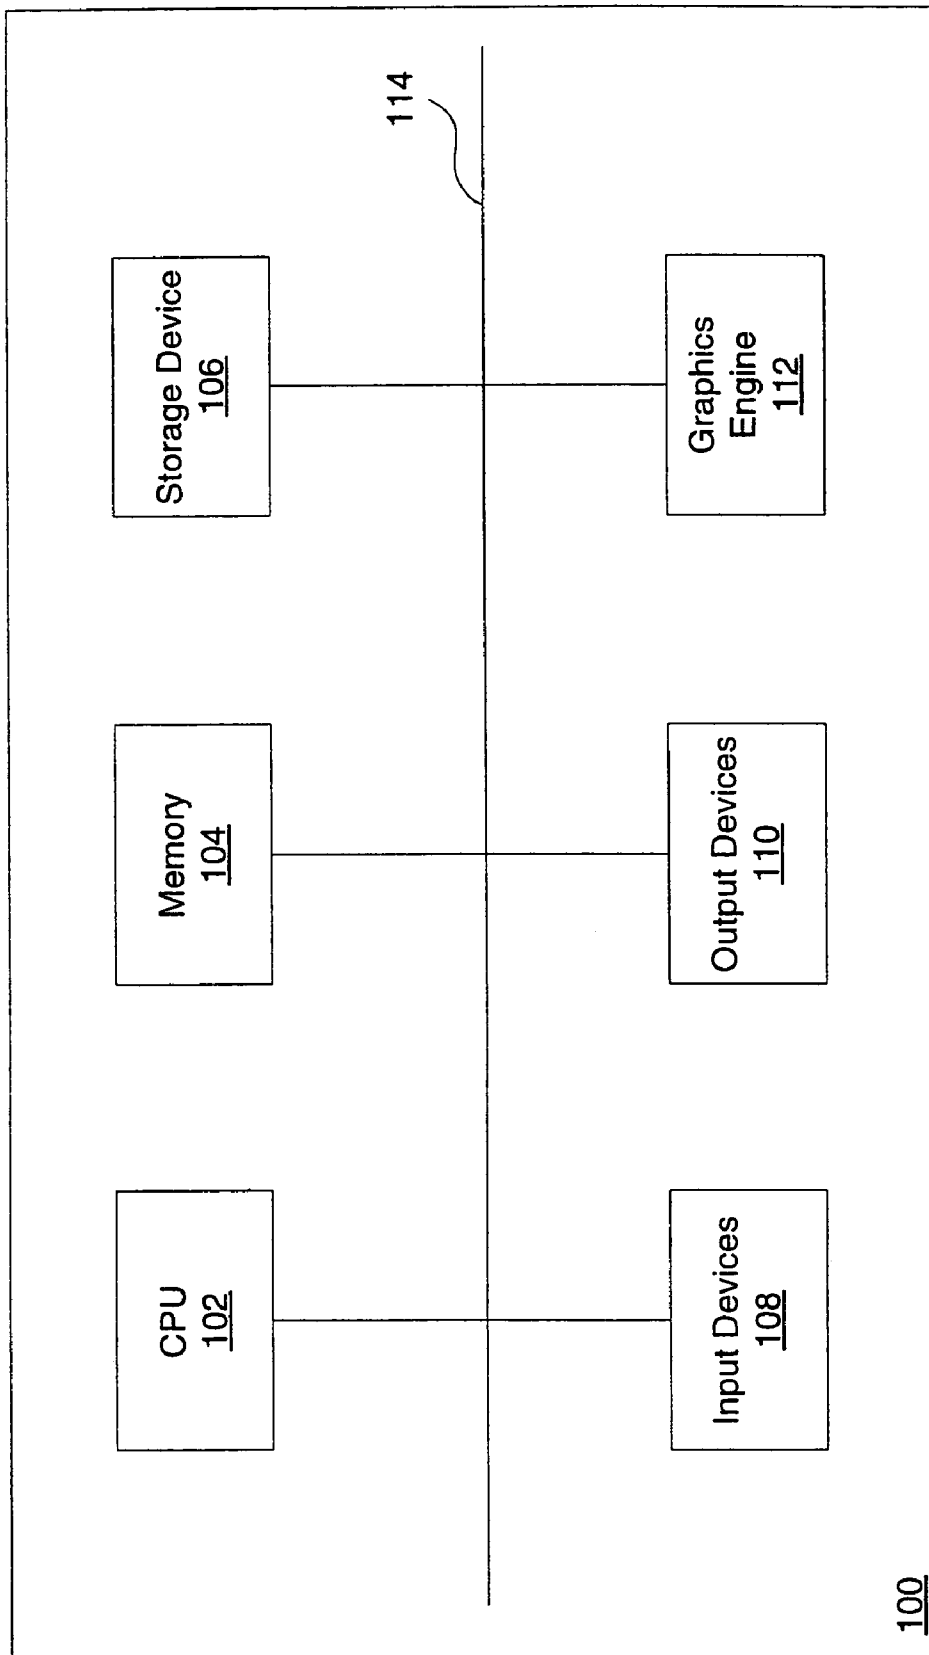 CPU
102
Memory
104
Storage Device
106
114
Input Devices
108
Output Devices
110
Graphics
Engine
112
100